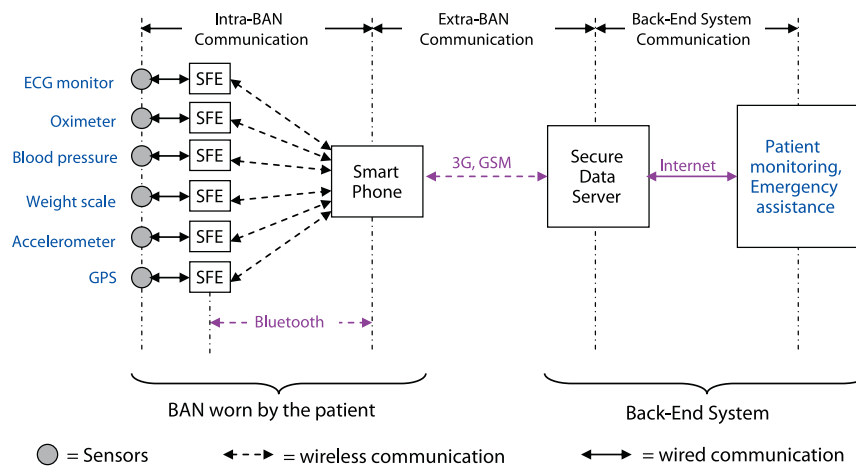 Intra-BAN
Communication
Extra-BAN
Communication
Back-End System
Communication
ECG monitor
SFE
Oximeter
SFE
Blood pressure
SFE
Weight scale
SFE
Accelerometer
SFE
GPS
SFE
Smart
Phone
3G, GSM
Secure
Data
Server
Internet
Patient
monitoring,
Emergency
assistance
Bluetooth
BAN worn by the patient
Back-End System
= Sensors
= wireless communication
= wired communication